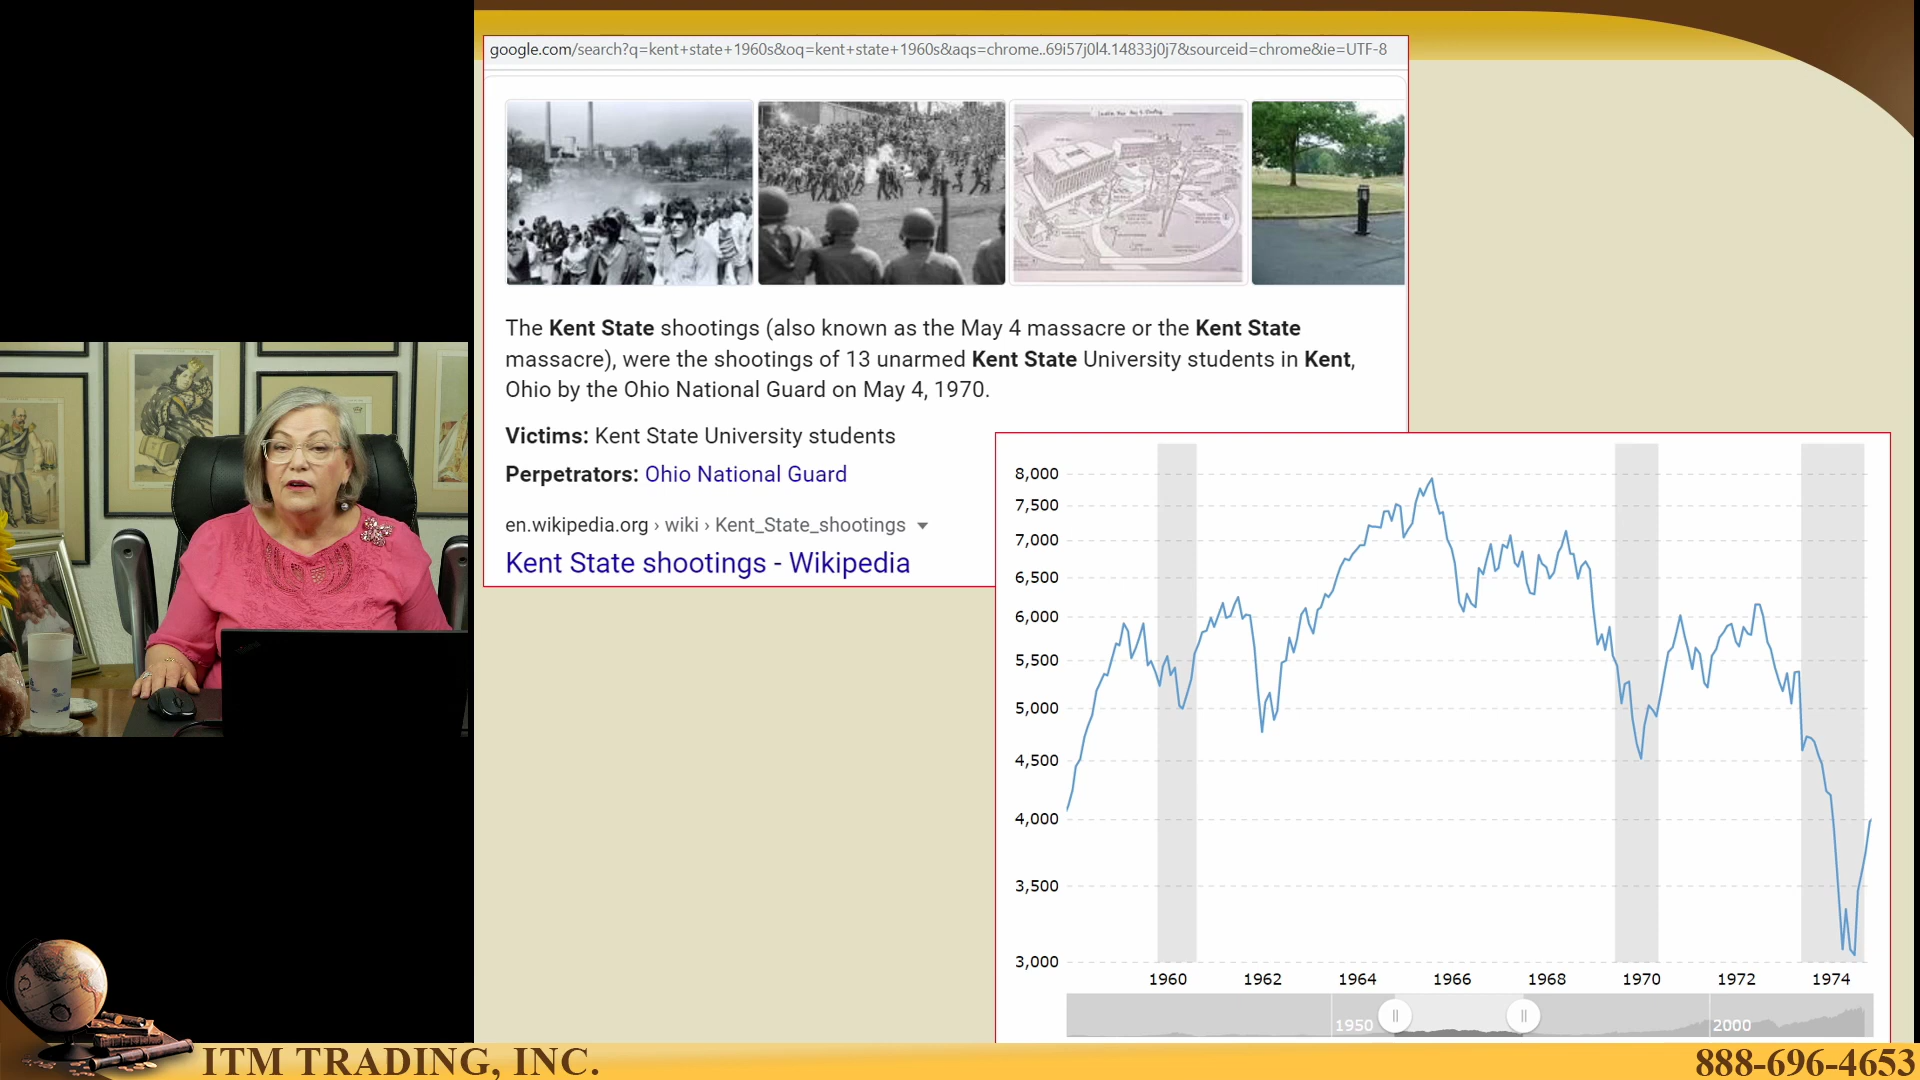 google.com/search?q=kent+state+1960s&oq=kent+state+1960s&aqs=chrome..69i57j0l4.14833j0j7&sourceid=chrome&ie=UTF-8
The Kent State shootings (also known as the May 4 massacre or the Kent State
massacre), were the shootings of 13 unarmed Kent State University students in Kent,
Ohio by the Ohio National Guard on May 4, 1970.
Victims: Kent State University students
Perpetrators: Ohio National Guard
en.wikipedia.org › wiki › Kent_State_shootings
Kent State shootings - Wikipedia
8,000
7,500
7,000
6,500
6,000
5,500
5,000
4,500
4,000
3,500
3,000
1960 1962 1964 1966 1968 1970 1972 1974
1950 2000
ITM TRADING, INC.
888-696-4653